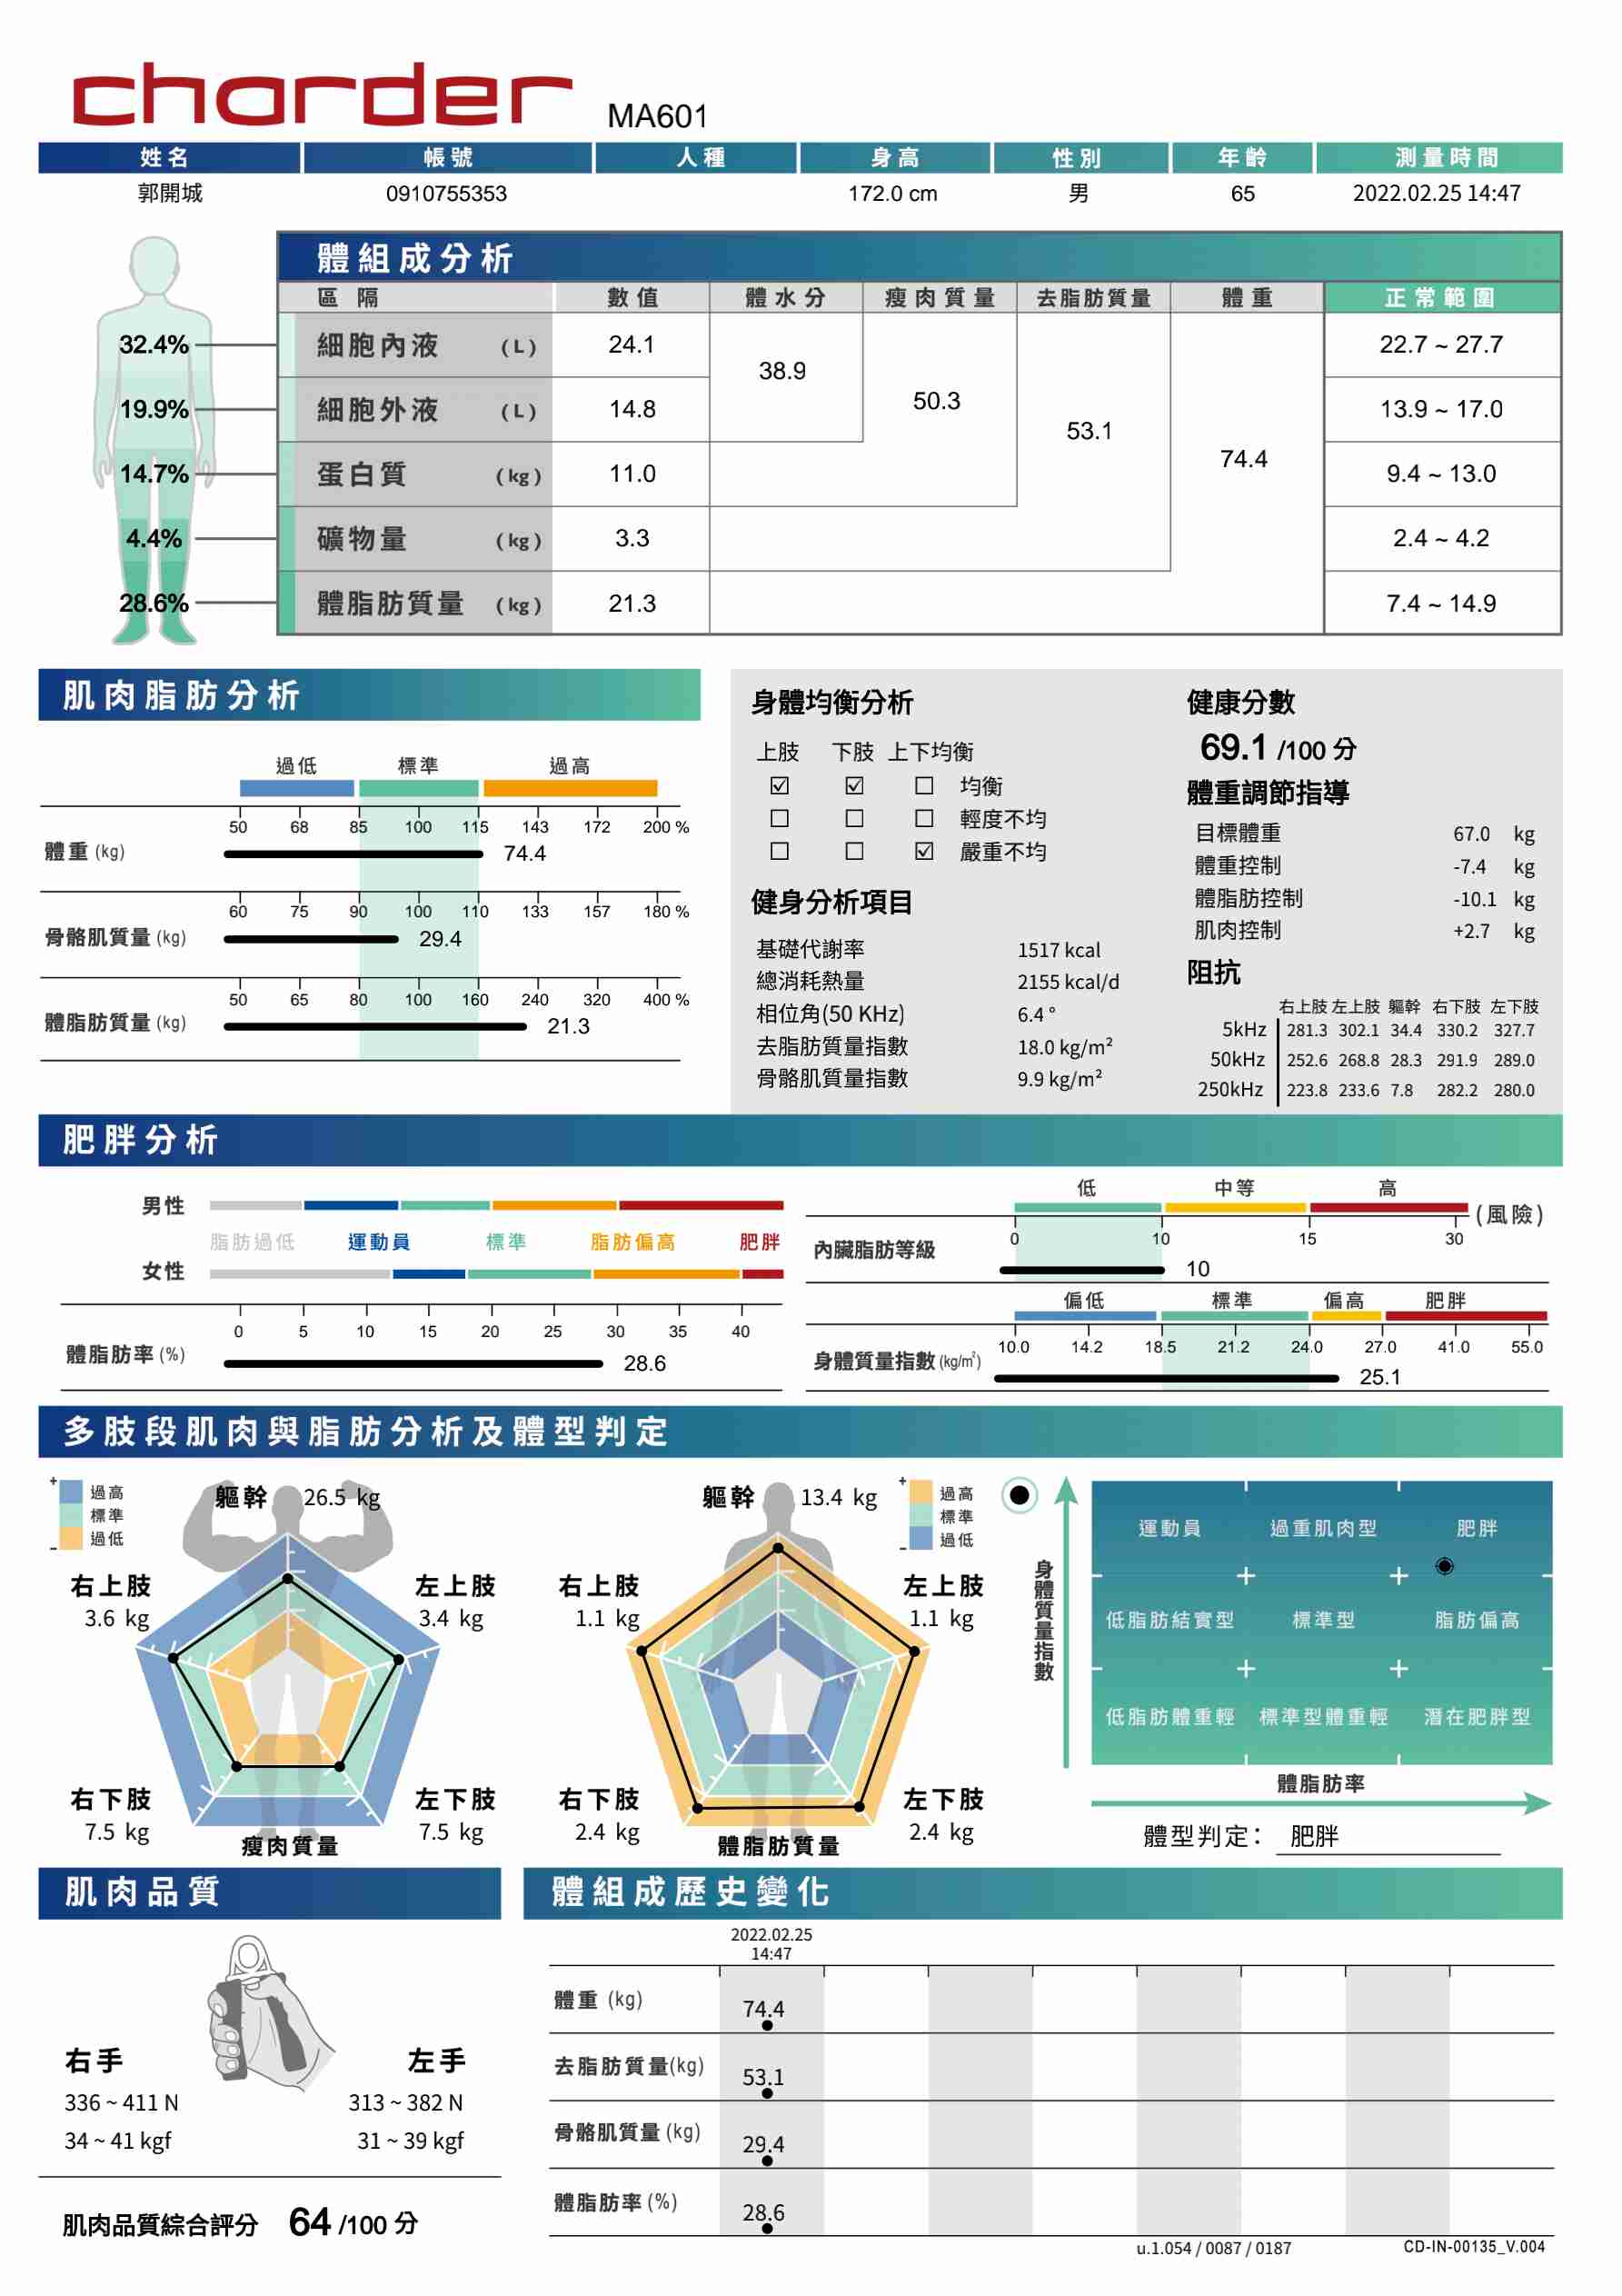 charder MA601
姓名 帳號 人種 身高 性別 年齡 測量時間
郭開城 0910755353 172.0 cm 男 65 2022.02.25 14:47
體組成分析
區隔 數值 體水分 瘦肉質量 去脂肪質量 體重 正常範圍
32.4% 細胞內液 (L) 24.1 22.7 ~ 27.7
38.9
19.9% 細胞外液 (L) 14.8 50.3 13.9 ~ 17.0
53.1
14.7% 蛋白質 (kg) 11.0 74.4 9.4 ~ 13.0
4.4% 礦物量 (kg) 3.3 2.4 ~ 4.2
28.6% 體脂肪質量 (kg) 21.3 7.4 ~ 14.9
肌肉脂肪分析
過低 標準 過高
50 68 85 100 115 143 172 200 %
體重 (kg) 74.4
60 75 90 100 110 133 157 180 %
骨骼肌質量 (kg) 29.4
50 65 80 100 160 240 320 400 %
體脂肪質量 (kg) 21.3
身體均衡分析
上肢 下肢 上下均衡
☑ ☑ ☐ 均衡
☐ ☐ ☐ 輕度不均
☐ ☐ ☑ 嚴重不均
健身分析項目
基礎代謝率 1517 kcal
總消耗熱量 2155 kcal/d
相位角(50 KHz) 6.4 °
去脂肪質量指數 18.0 kg/m²
骨骼肌質量指數 9.9 kg/m²
健康分數
69.1 /100 分
體重調節指導
目標體重 67.0 kg
體重控制 -7.4 kg
體脂肪控制 -10.1 kg
肌肉控制 +2.7 kg
阻抗
右上肢 左上肢 軀幹 右下肢 左下肢
5kHz 281.3 302.1 34.4 330.2 327.7
50kHz 252.6 268.8 28.3 291.9 289.0
250kHz 223.8 233.6 7.8 282.2 280.0
肥胖分析
男性
脂肪過低 運動員 標準 脂肪偏高 肥胖
女性
0 5 10 15 20 25 30 35 40
體脂肪率 (%) 28.6
低 中等 高 (風險)
0 10 15 30
內臟脂肪等級 10
偏低 標準 偏高 肥胖
10.0 14.2 18.5 21.2 24.0 27.0 41.0 55.0
身體質量指數 (kg/m²) 25.1
多肢段肌肉與脂肪分析及體型判定
+ 過高
標準
- 過低
軀幹 26.5 kg
右上肢 左上肢
3.6 kg 3.4 kg
右下肢 左下肢
7.5 kg 7.5 kg
瘦肉質量
軀幹 13.4 kg
+ 過高
標準
- 過低
右上肢 左上肢
1.1 kg 1.1 kg
右下肢 左下肢
2.4 kg 2.4 kg
體脂肪質量
身體質量指數
運動員 過重肌肉型 肥胖
低脂肪結實型 標準型 脂肪偏高
低脂肪體重輕 標準型體重輕 潛在肥胖型
體脂肪率
體型判定: 肥胖
肌肉品質
右手 左手
336 ~ 411 N 313 ~ 382 N
34 ~ 41 kgf 31 ~ 39 kgf
肌肉品質綜合評分 64 /100 分
體組成歷史變化
2022.02.25
14:47
體重 (kg) 74.4
去脂肪質量(kg) 53.1
骨骼肌質量 (kg) 29.4
體脂肪率 (%) 28.6
u.1.054 / 0087 / 0187 CD-IN-00135_V.004